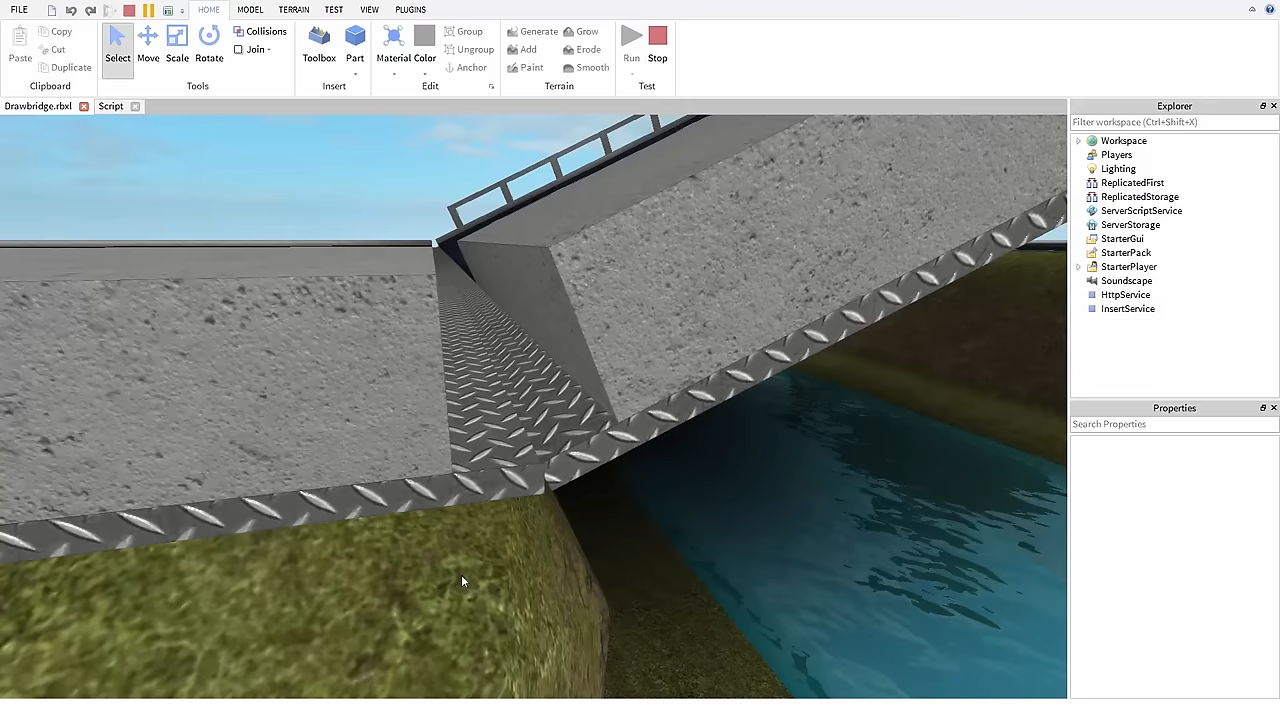 FILE HOME MODEL TERRAIN TEST VIEW PLUGINS
Paste Copy Cut Duplicate
Select Move Scale Rotate Collisions Join
Toolbox Part
Material Color Group Ungroup Anchor
Generate Add Paint Grow Erode Smooth
Run Stop
Clipboard Tools Insert Edit Terrain Test
Drawbridge.rbxl Script
Explorer
Filter workspace (Ctrl+Shift+X)
Workspace
Players
Lighting
ReplicatedFirst
ReplicatedStorage
ServerScriptService
ServerStorage
StarterGui
StarterPack
StarterPlayer
Soundscape
HttpService
InsertService
Properties
Search Properties